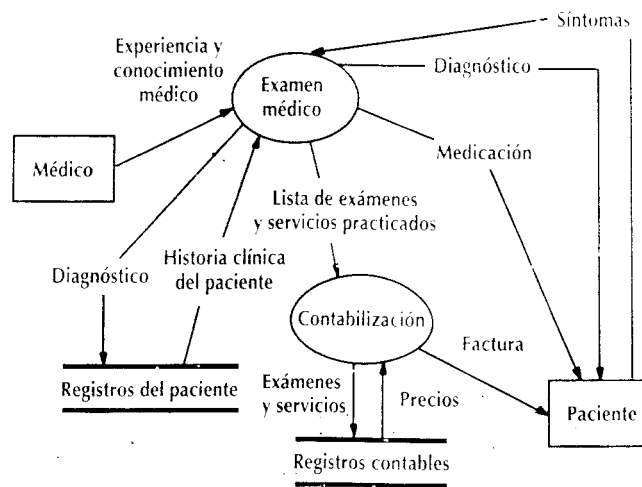 Síntomas
Experiencia y
conocimiento
médico
Examen
médico
Diagnóstico
Médico
Medicación
Lista de exámenes
y servicios practicados
Historia clínica
del paciente
Diagnóstico
Contabilización
Factura
Registros del paciente
Exámenes
y servicios
Precios
Paciente
Registros contables